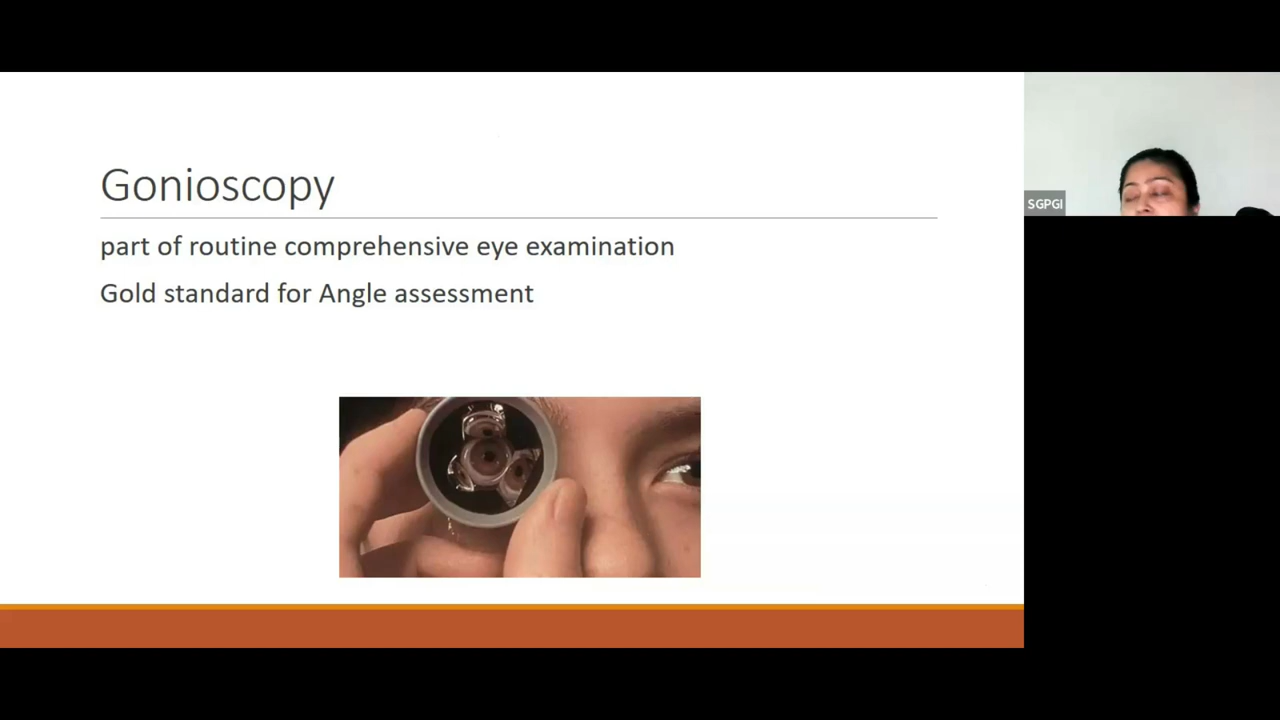 Gonioscopy
part of routine comprehensive eye examination
Gold standard for Angle assessment
SGPGI